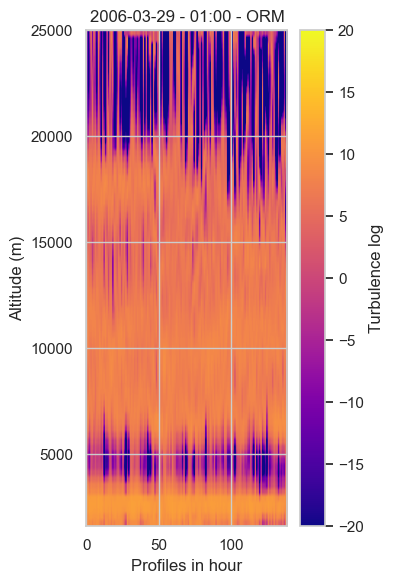 2006-03-29 - 01:00 - ORM
25000
20000
15000
10000
5000
Altitude (m)
0 50 100
Profiles in hour
20
15
10
5
0
−5
−10
−15
−20
Turbulence log